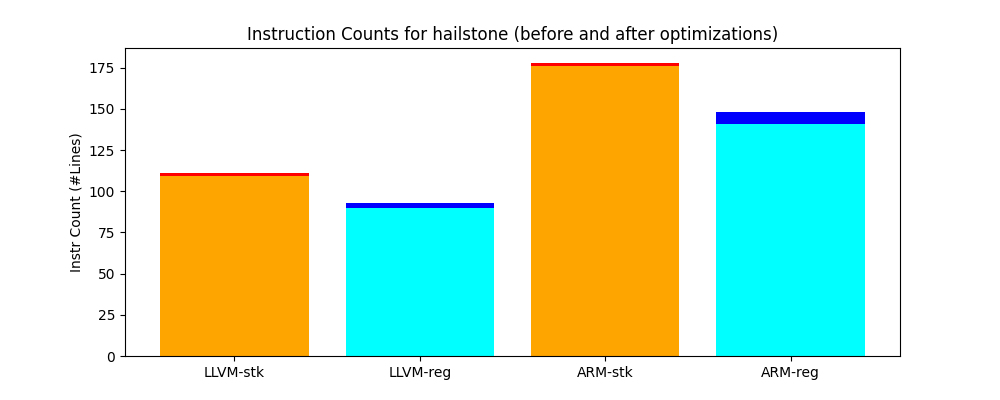 Instruction Counts for hailstone (before and after optimizations)
Instr Count (#Lines)
175
150
125
100
75
50
25
0
LLVM-stk
LLVM-reg
ARM-stk
ARM-reg